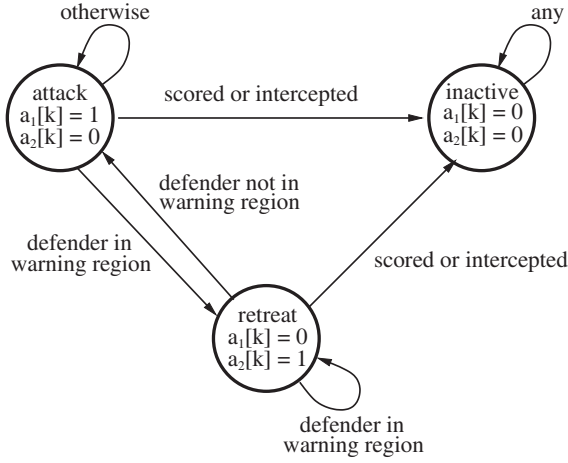 otherwise
any
attack
a₁[k] = 1
a₂[k] = 0
scored or intercepted
inactive
a₁[k] = 0
a₂[k] = 0
defender not in
warning region
defender in
warning region
scored or intercepted
retreat
a₁[k] = 0
a₂[k] = 1
defender in
warning region